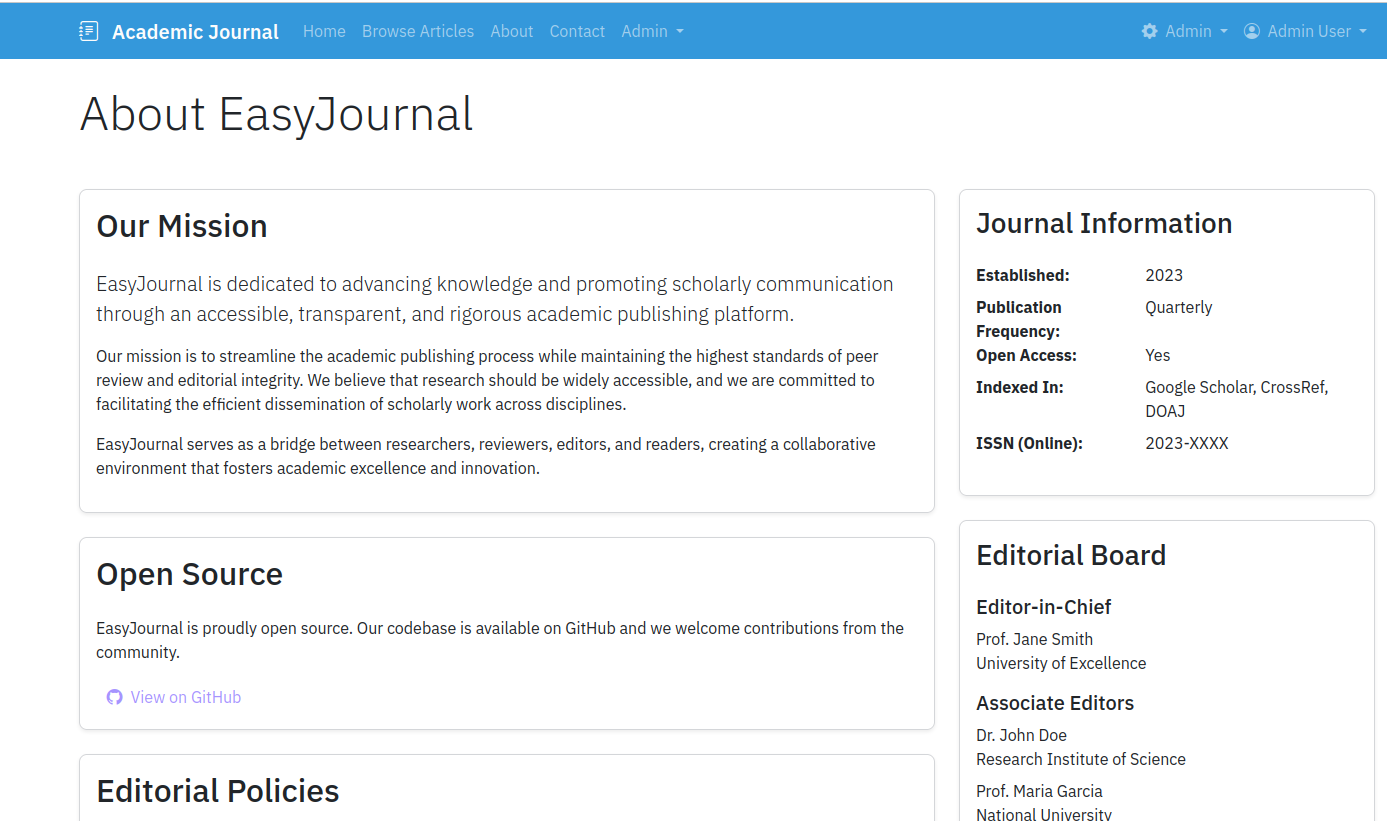 Academic Journal Home Browse Articles About Contact Admin Admin Admin User
About EasyJournal
Our Mission
EasyJournal is dedicated to advancing knowledge and promoting scholarly communication
through an accessible, transparent, and rigorous academic publishing platform.
Our mission is to streamline the academic publishing process while maintaining the highest standards of peer
review and editorial integrity. We believe that research should be widely accessible, and we are committed to
facilitating the efficient dissemination of scholarly work across disciplines.
EasyJournal serves as a bridge between researchers, reviewers, editors, and readers, creating a collaborative
environment that fosters academic excellence and innovation.
Open Source
EasyJournal is proudly open source. Our codebase is available on GitHub and we welcome contributions from the
community.
View on GitHub
Editorial Policies
Journal Information
Established: 2023
Publication Quarterly
Frequency:
Open Access: Yes
Indexed In: Google Scholar, CrossRef,
DOAJ
ISSN (Online): 2023-XXXX
Editorial Board
Editor-in-Chief
Prof. Jane Smith
University of Excellence
Associate Editors
Dr. John Doe
Research Institute of Science
Prof. Maria Garcia
National University